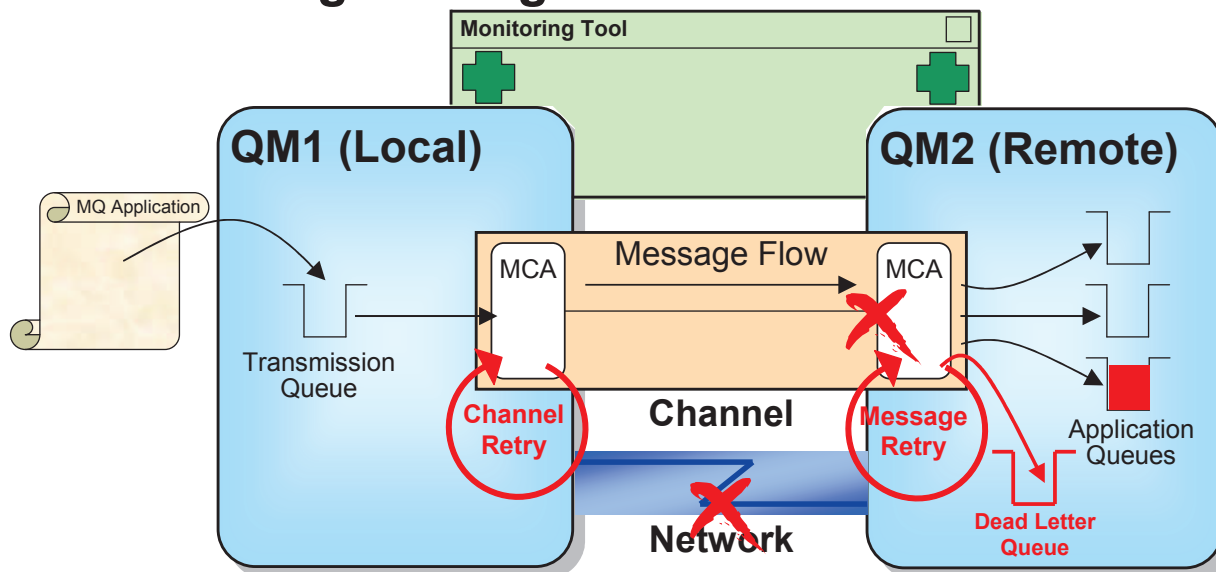 Monitoring Tool
QM1 (Local)
QM2 (Remote)
MQ Application
MCA
Message Flow
MCA
Transmission
Queue
Channel
Retry
Channel
Message
Retry
Application
Queues
Network
Dead Letter
Queue